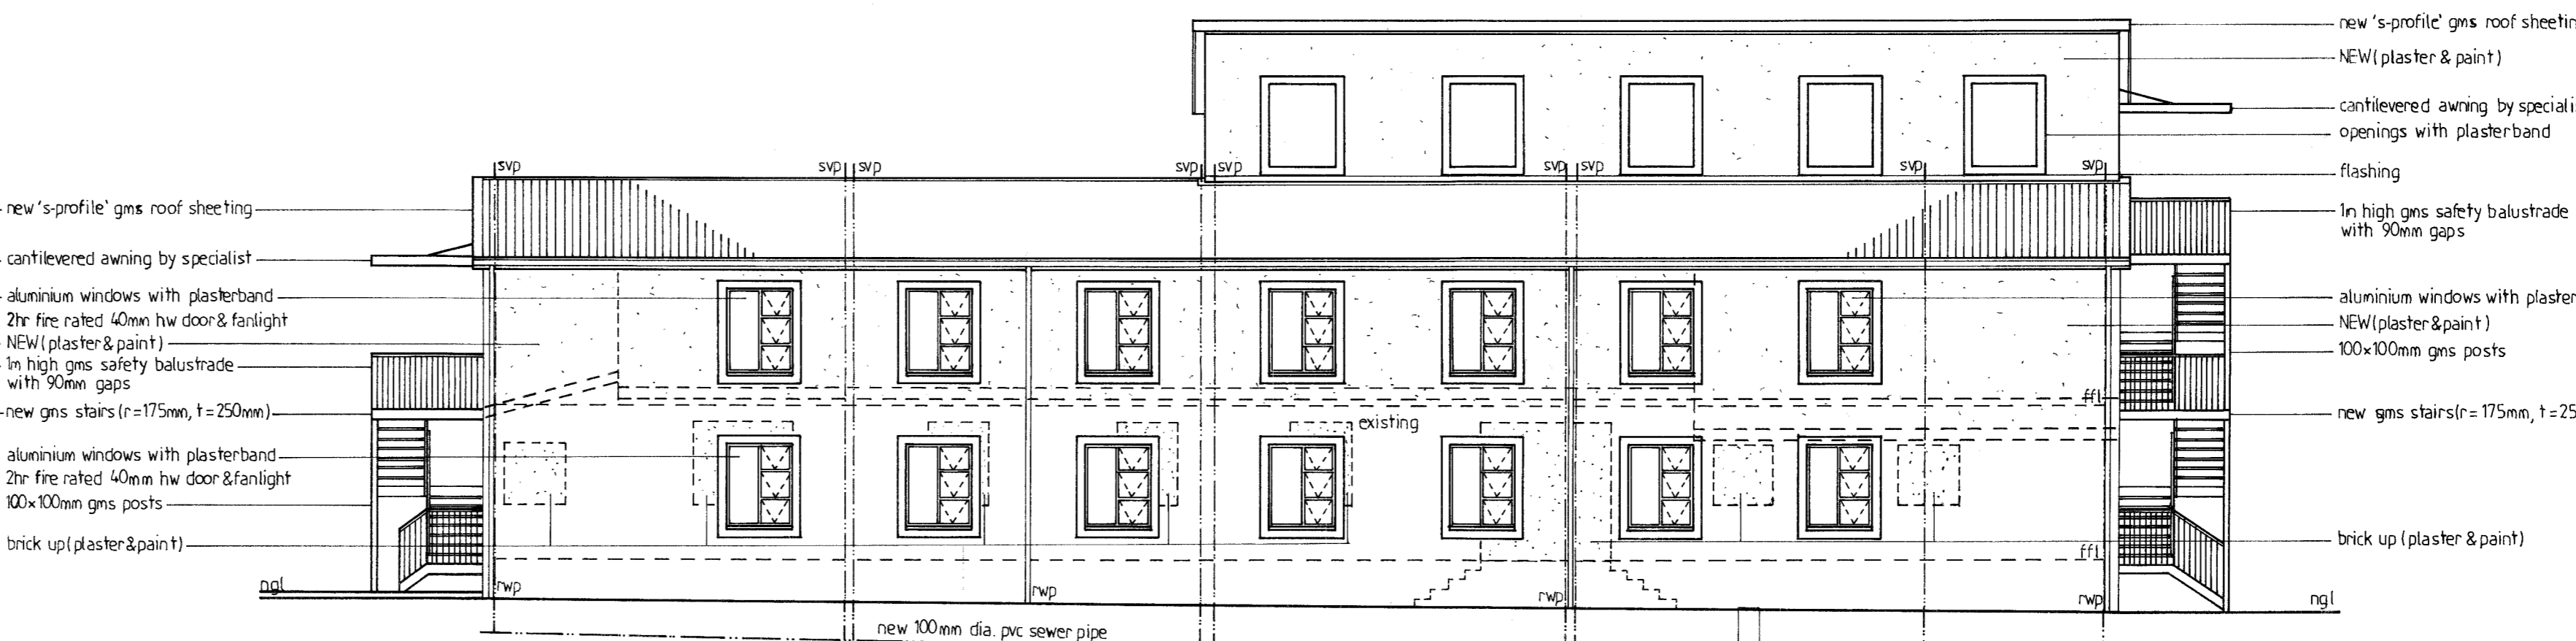 new 's-profile' gms roof sheetin
NEW(plaster & paint)
cantilevered awning by speciali
openings with plasterband
flashing
svp
svp svp
svp svp
svp svp
svp
svp
new 's-profile' gms roof sheeting
cantilevered awning by specialist
aluminium windows with plasterband
2hr fire rated 40mm hw door & fanlight
NEW(plaster & paint)
1m high gms safety balustrade
with 90mm gaps
new gms stairs(r=175mm, t=250mm)
aluminium windows with plasterband
2hr fire rated 40mm hw door & fanlight
100x100mm gms posts
brick up(plaster&paint)
1m high gms safety balustrade
with 90mm gaps
aluminium windows with plaster
NEW(plaster&paint)
100x100mm gms posts
new gms stairs(r=175mm, t=25
brick up (plaster & paint)
existing
ffl
ffl
ngl
rwp
rwp
rwp
rwp
ngl
new 100mm dia. pvc sewer pipe